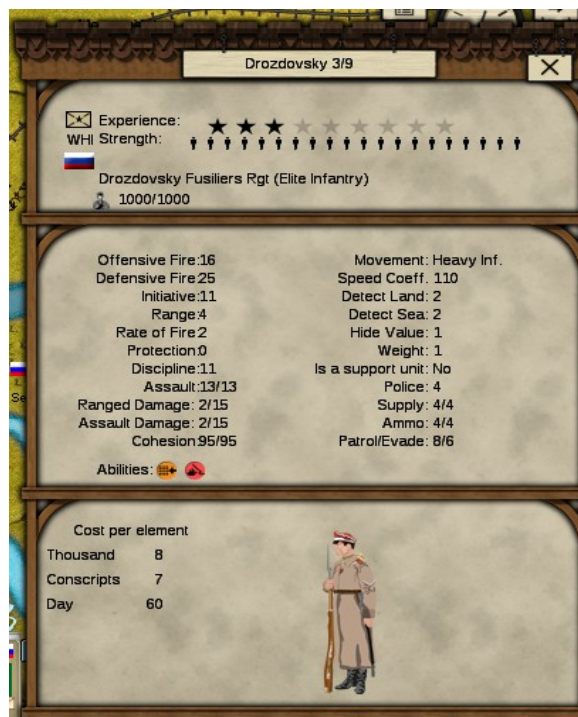 Drozdovsky 3/9
Experience:
WHI Strength:
Drozdovsky Fusiliers Rgt (Elite Infantry)
1000/1000
Offensive Fire:16 Movement: Heavy Inf.
Defensive Fire:25 Speed Coeff. 110
Initiative:11 Detect Land: 2
Range:4 Detect Sea: 2
Rate of Fire:2 Hide Value: 1
Protection:0 Weight: 1
Discipline:11 Is a support unit: No
Assault:13/13 Police: 4
Ranged Damage: 2/15 Supply: 4/4
Assault Damage: 2/15 Ammo: 4/4
Cohesion:95/95 Patrol/Evade: 8/6
Abilities:
Cost per element
Thousand 8
Conscripts 7
Day 60
Se